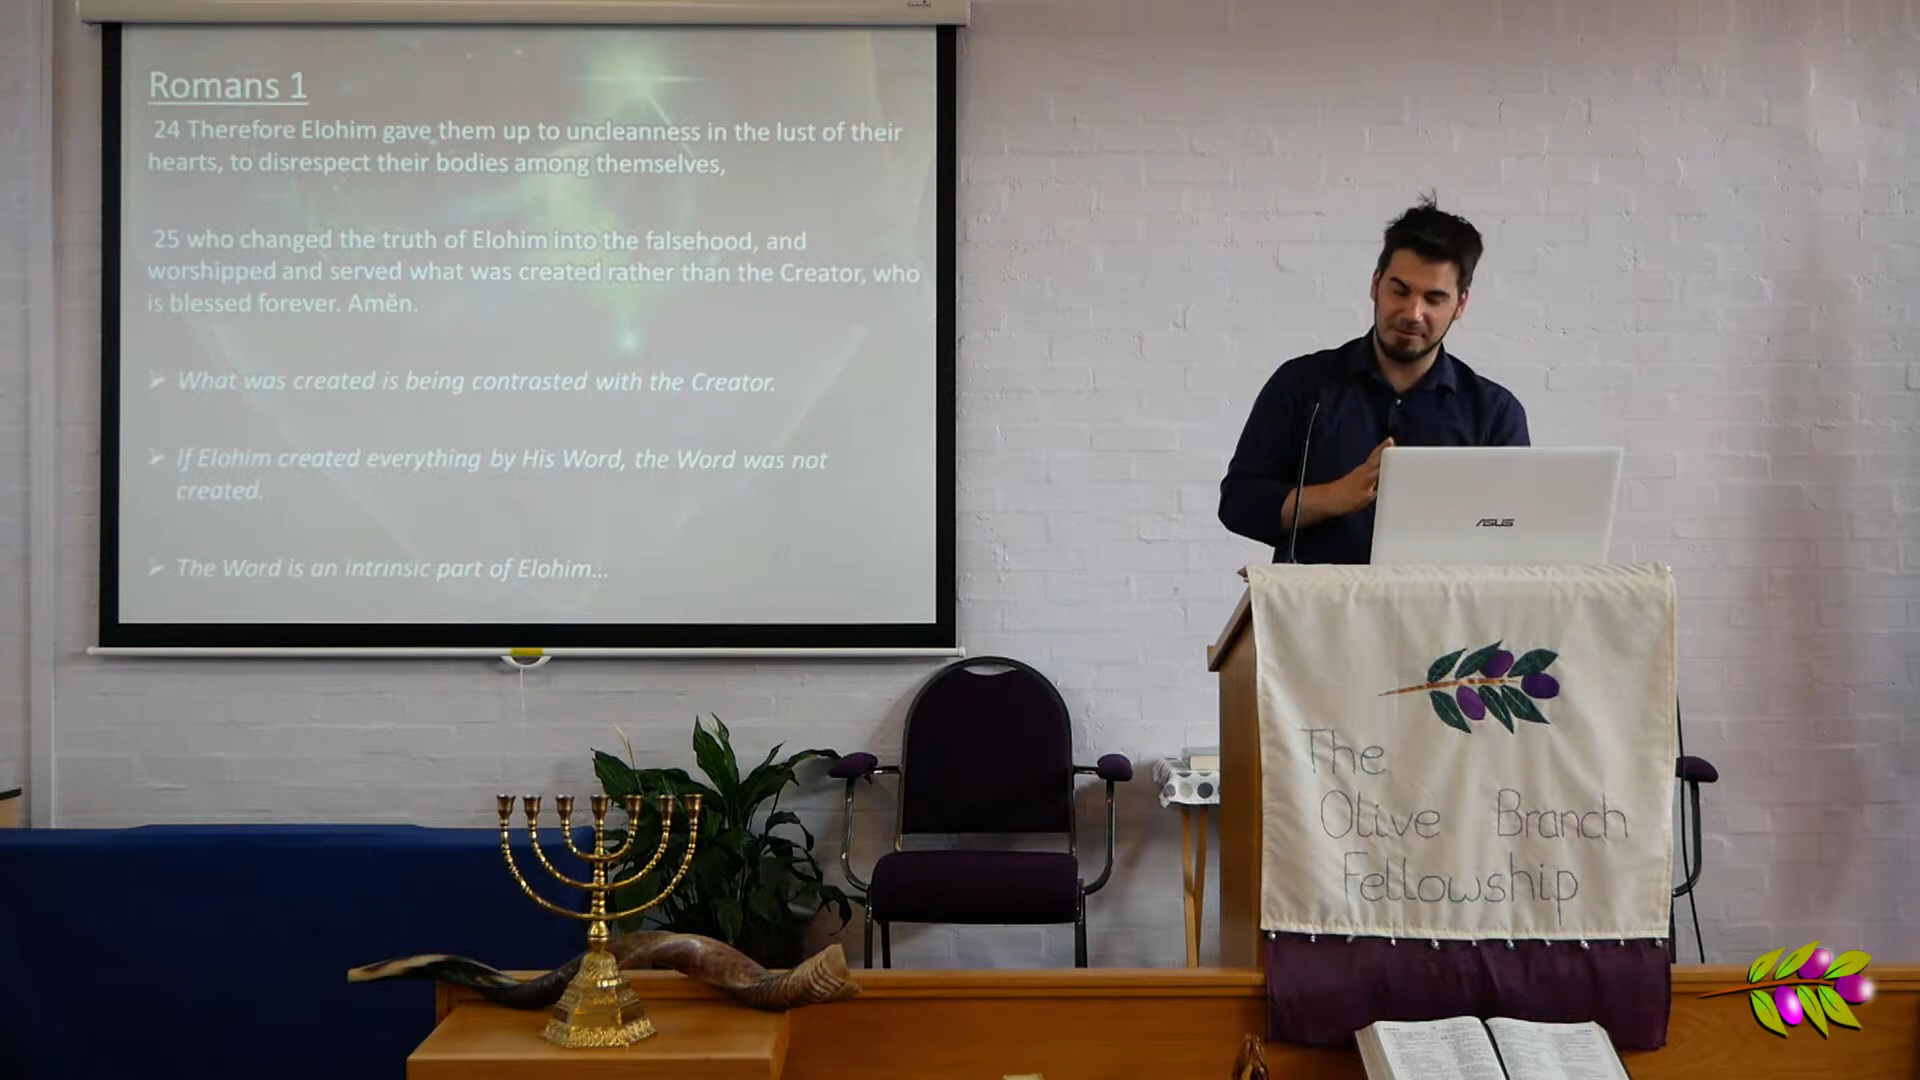 Romans 1
24 Therefore Elohim gave them up to uncleanness in the lust of their
hearts, to disrespect their bodies among themselves,
25 who changed the truth of Elohim into the falsehood, and
worshipped and served what was created rather than the Creator, who
is blessed forever. Amĕn.
➢ What was created is being contrasted with the Creator.
➢ If Elohim created everything by His Word, the Word was not
created.
➢ The Word is an intrinsic part of Elohim...
ASUS
The
Olive Branch
Fellowship